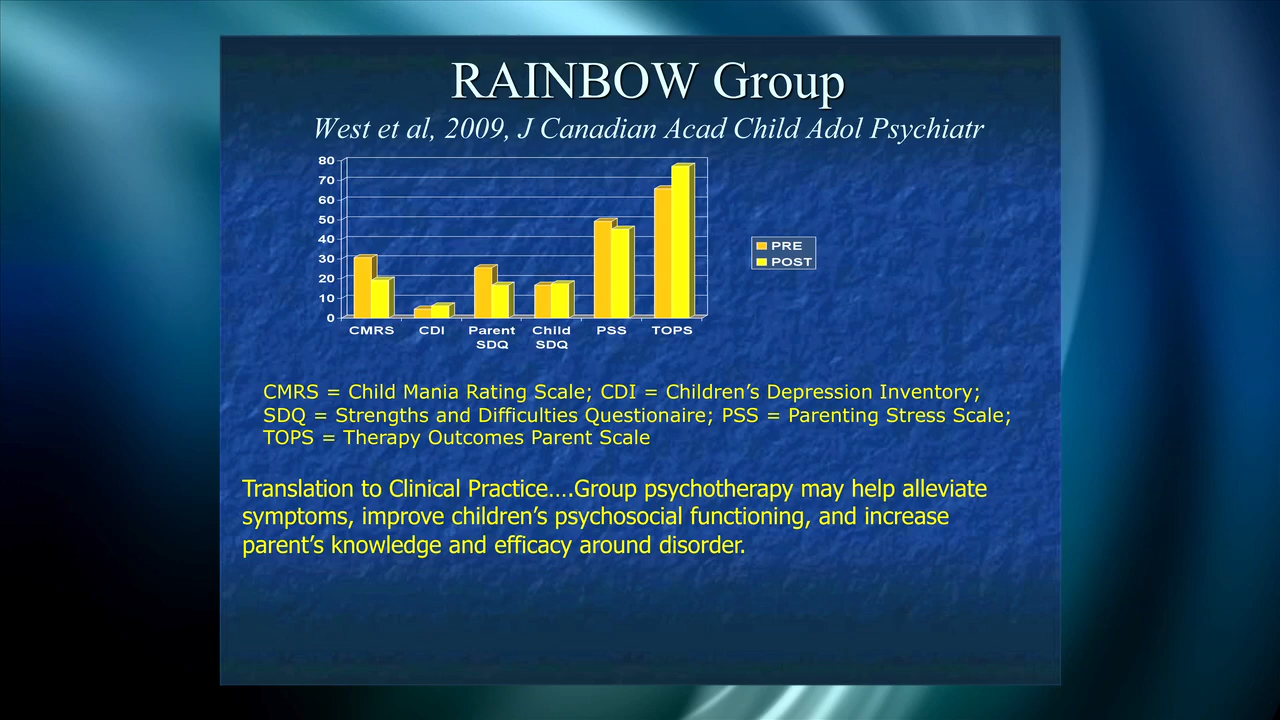 RAINBOW Group
West et al, 2009, J Canadian Acad Child Adol Psychiatr
80
70
60
50
40
30
20
10
0
CMRS CDI Parent SDQ Child SDQ PSS TOPS
PRE
POST
CMRS = Child Mania Rating Scale; CDI = Children’s Depression Inventory;
SDQ = Strengths and Difficulties Questionaire; PSS = Parenting Stress Scale;
TOPS = Therapy Outcomes Parent Scale
Translation to Clinical Practice….Group psychotherapy may help alleviate
symptoms, improve children’s psychosocial functioning, and increase
parent’s knowledge and efficacy around disorder.